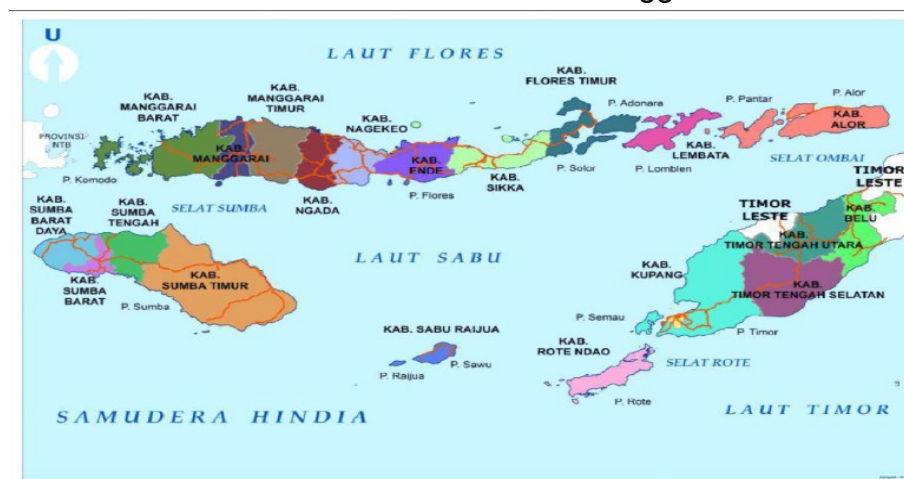 U
LAUT FLORES
KAB.
FLORES TIMUR
KAB.
MANGGARAI
BARAT
KAB.
MANGGARAI
TIMUR
KAB.
NAGEKEO
P. Adonara
P. Pantar
P. Alor
KAB.
ALOR
PROVINSI
NTB
KAB.
MANGGARAI
KAB.
ENDE
KAB.
LEMBATA
SELAT OMBAI
P. Komodo
P. Solor
P. Lomblen
KAB.
SIKKA
P. Flores
KAB.
NGADA
TIMOR
LESTE
TIMOR
LESTE
KAB.
BELU
KAB.
SUMBA
BARAT
DAYA
KAB.
SUMBA
TENGAH
SELAT SUMBA
KAB.
TIMOR TENGAH UTARA
LAUT SABU
KAB.
KUPANG
KAB.
SUMBA
BARAT
KAB.
SUMBA TIMUR
KAB.
TIMOR TENGAH SELATAN
P. Sumba
P. Semau
P. Timor
KAB. SABU RAIJUA
KAB.
ROTE NDAO
SELAT ROTE
P. Raijua
P. Sawu
P. Rote
SAMUDERA HINDIA
LAUT TIMOR